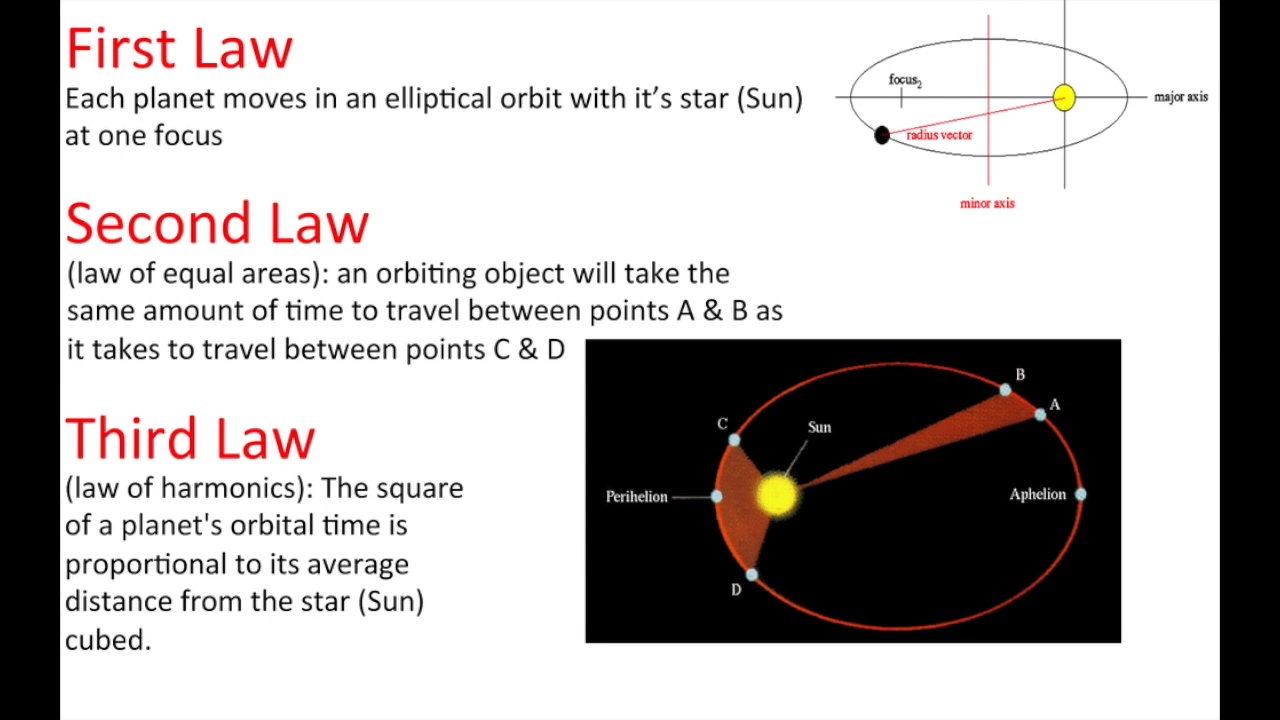 First Law
Each planet moves in an elliptical orbit with it’s star (Sun)
at one focus
focus2
major axis
radius vector
minor axis
Second Law
(law of equal areas): an orbiting object will take the
same amount of time to travel between points A & B as
it takes to travel between points C & D
B
A
C
Sun
Perihelion
Aphelion
D
Third Law
(law of harmonics): The square
of a planet's orbital time is
proportional to its average
distance from the star (Sun)
cubed.